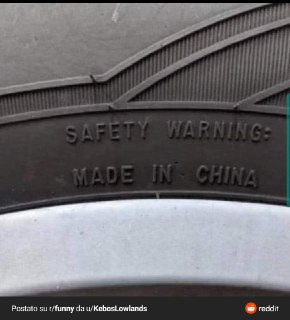 SAFETY WARNING:
MADE IN CHINA
Postato su r/funny da u/KebosLowlands
reddit